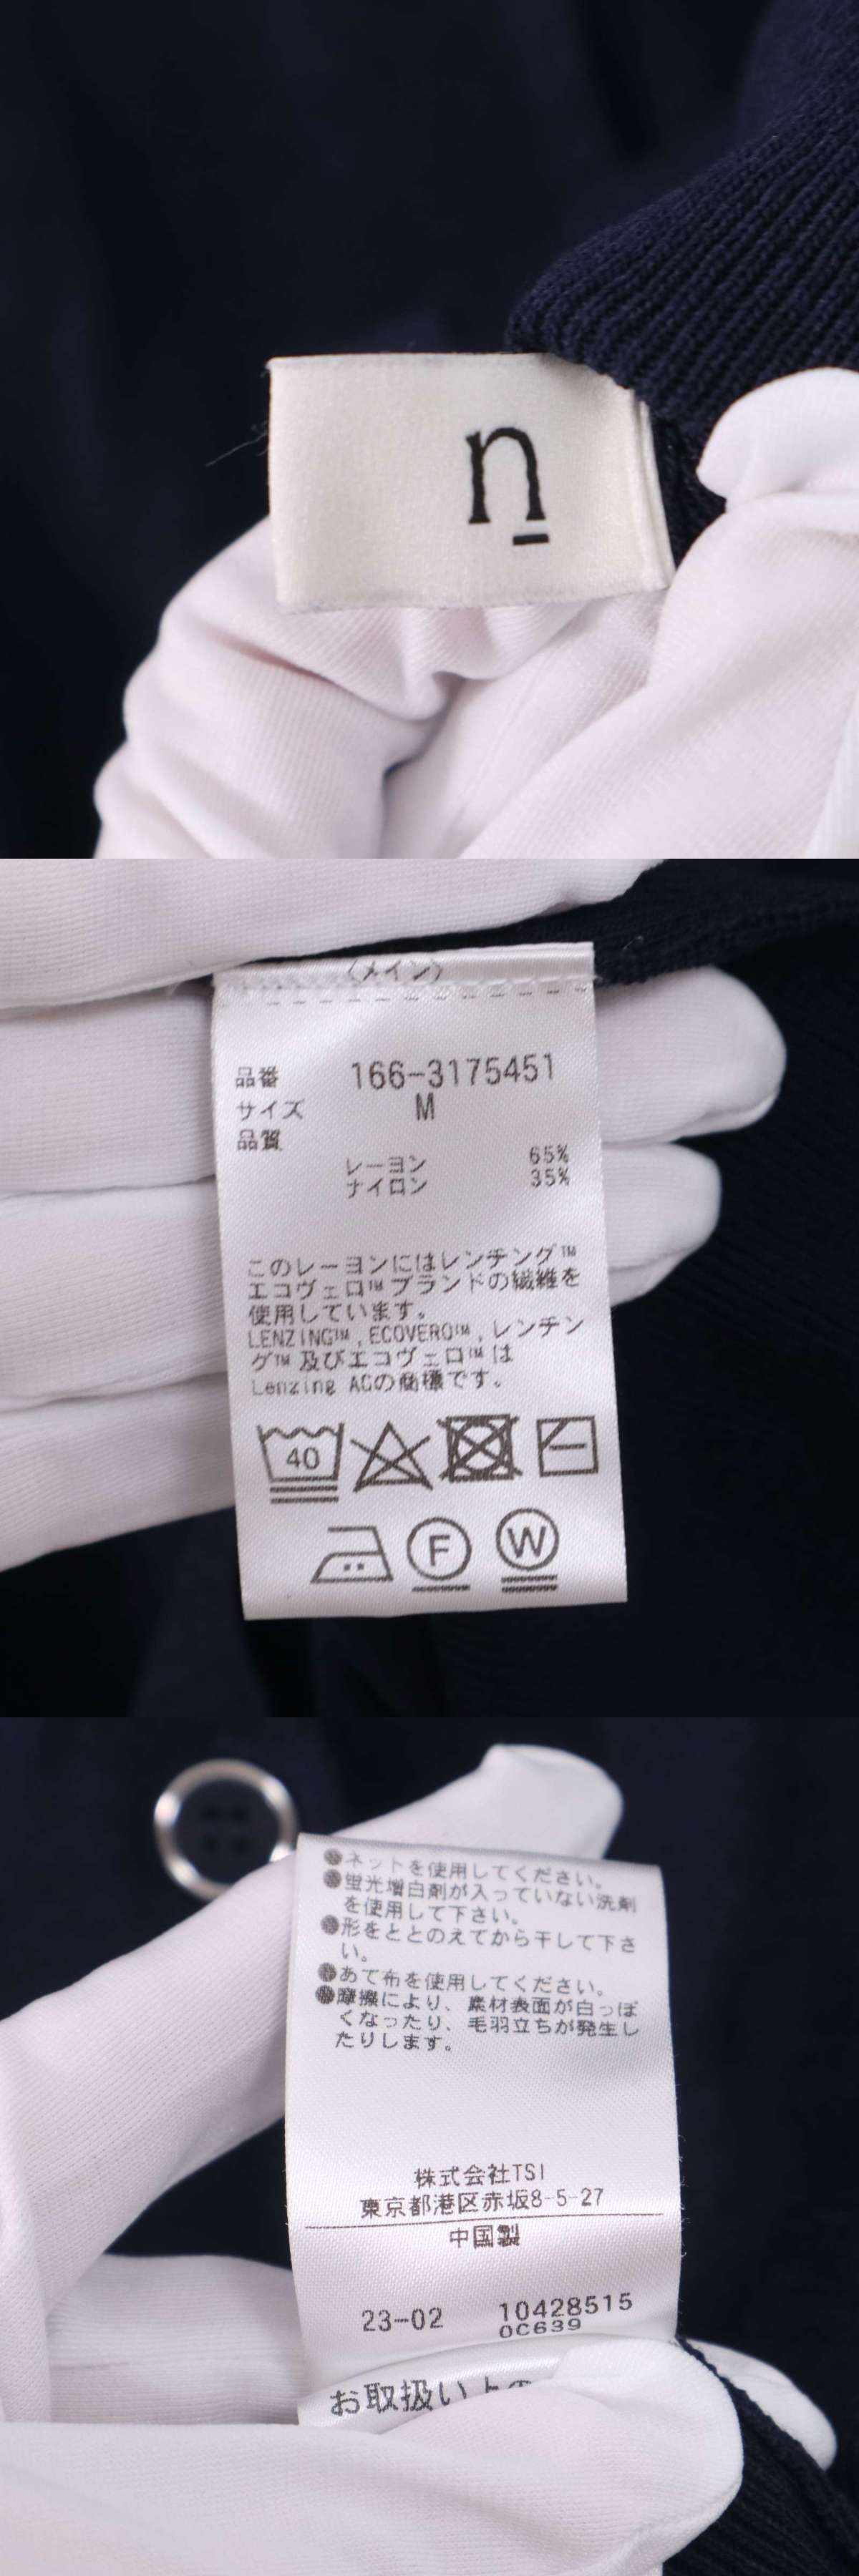 n
〈メイン〉
品番 166-3175451
サイズ M
品質
レーヨン 65%
ナイロン 35%
このレーヨンにはレンチング™
エコヴェロ™ブランドの繊維を
使用しています。
LENZING™,ECOVERO™,レンチン
グ™及びエコヴェロ™は
Lenzing AGの商標です。
40
F W
●ネットを使用してください。
●蛍光増白剤が入っていない洗剤
を使用して下さい。
●形をととのえてから干して下さ
い。
●あて布を使用してください。
●摩擦により、素材表面が白っぽ
くなったり、毛羽立ちが発生し
たりします。
株式会社TSI
東京都港区赤坂8-5-27
中国製
23-02 10428515
0C639
お取扱い上の